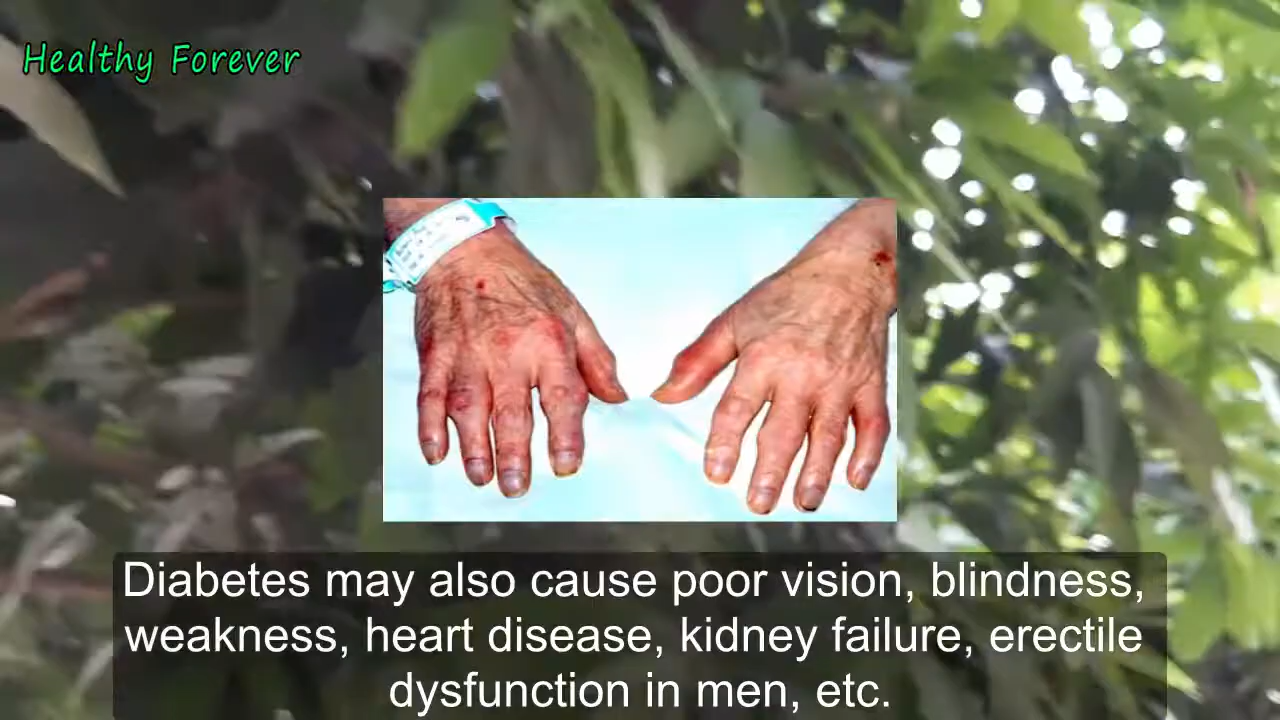 Healthy Forever
Diabetes may also cause poor vision, blindness,
weakness, heart disease, kidney failure, erectile
dysfunction in men, etc.